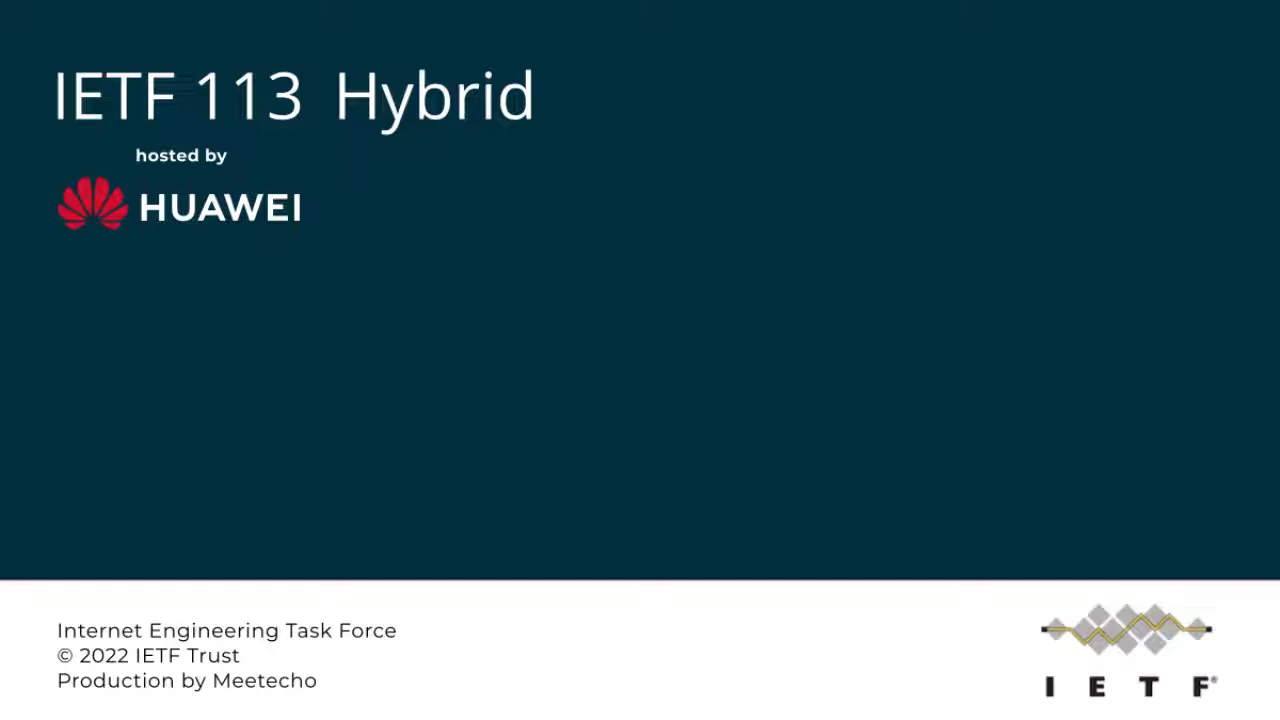 IETF 113 Hybrid
hosted by
HUAWEI
Internet Engineering Task Force
© 2022 IETF Trust
Production by Meetecho
I E T F®